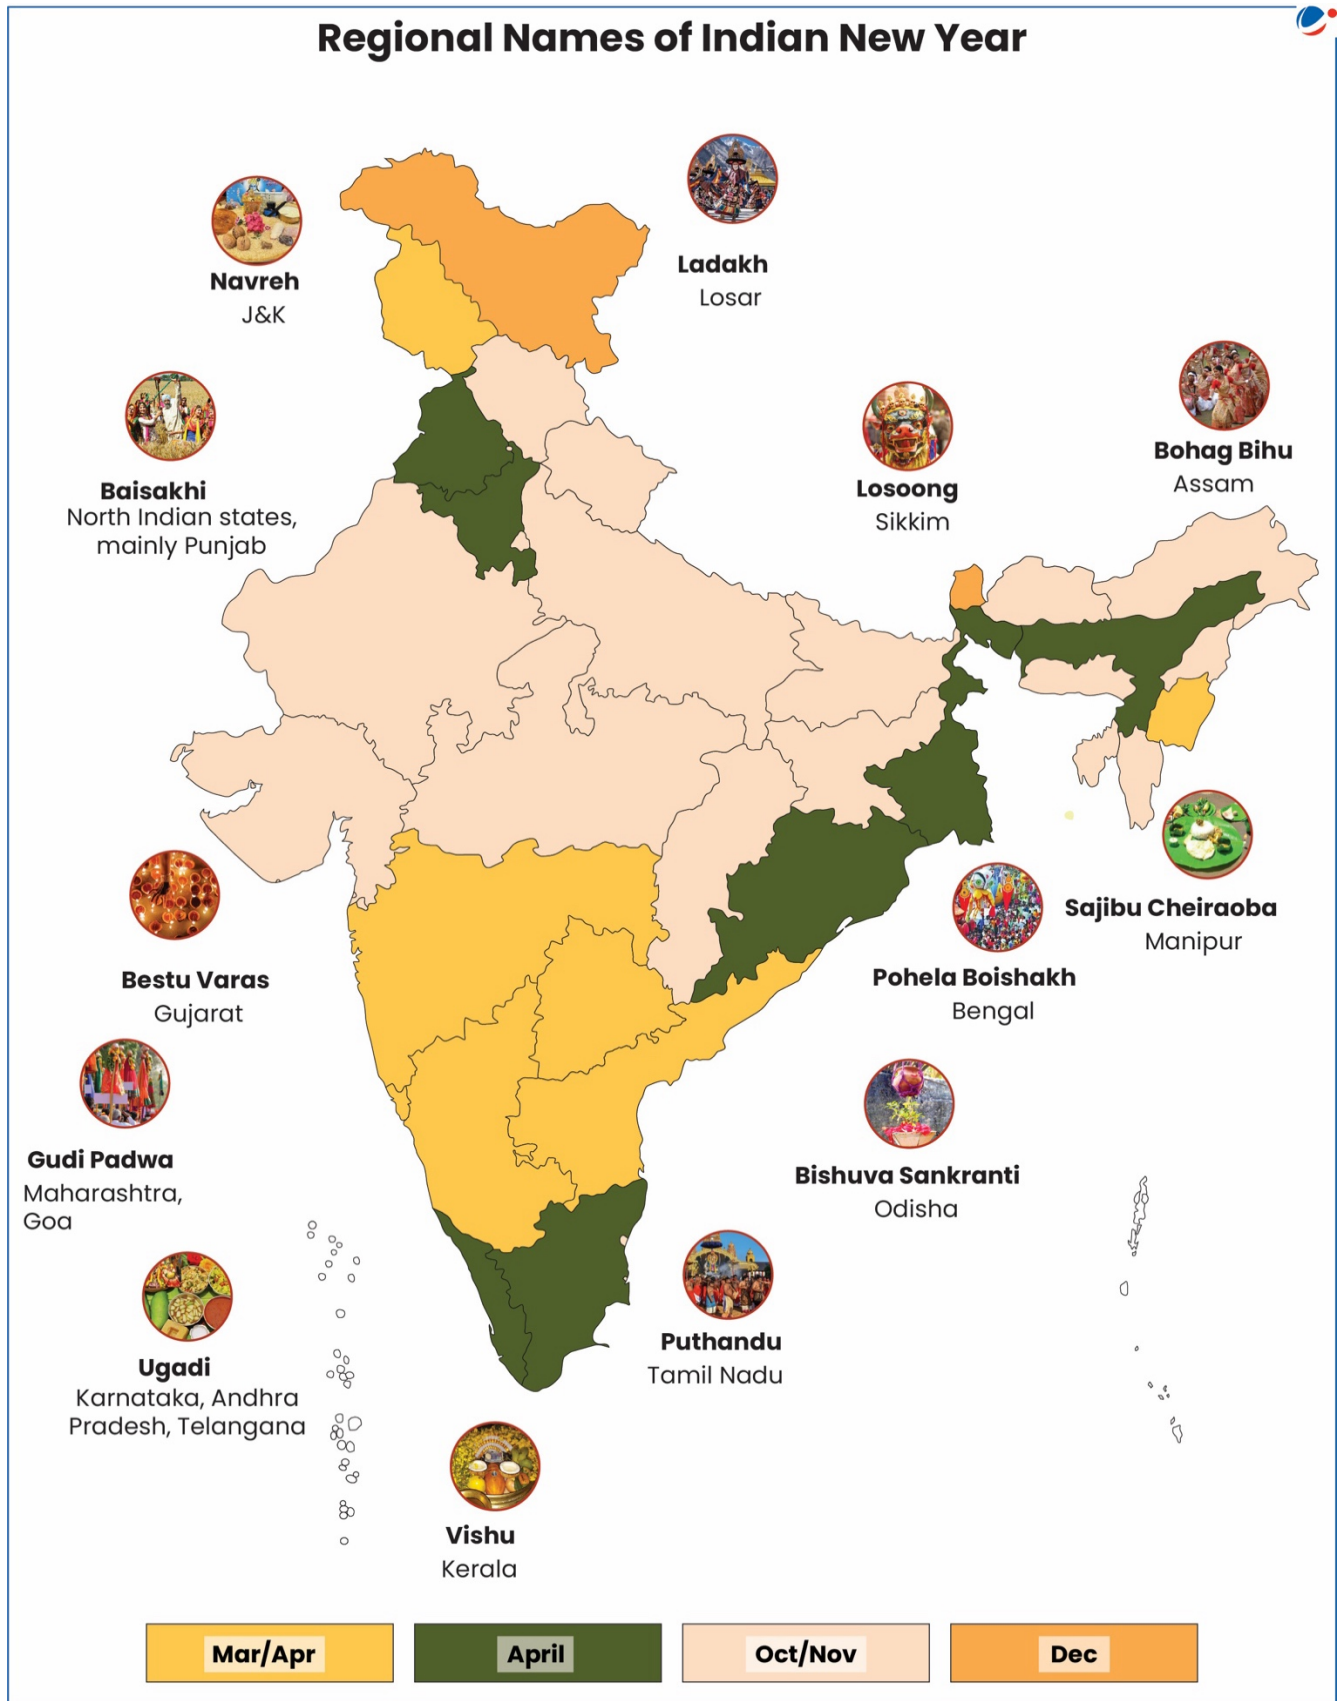 Regional Names of Indian New Year
Navreh
J&K
Ladakh
Losar
Baisakhi
North Indian states,
mainly Punjab
Losoong
Sikkim
Bohag Bihu
Assam
Bestu Varas
Gujarat
Sajibu Cheiraoba
Manipur
Pohela Boishakh
Bengal
Gudi Padwa
Maharashtra,
Goa
Bishuva Sankranti
Odisha
Ugadi
Karnataka, Andhra
Pradesh, Telangana
Puthandu
Tamil Nadu
Vishu
Kerala
Mar/Apr
April
Oct/Nov
Dec